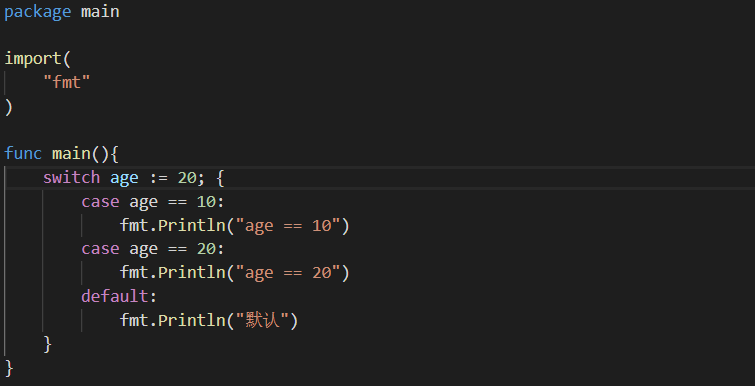 package main
import(
"fmt"
)
func main(){
switch age := 20; {
case age == 10:
fmt.Println("age == 10")
case age == 20:
fmt.Println("age == 20")
default:
fmt.Println("默认")
}
}